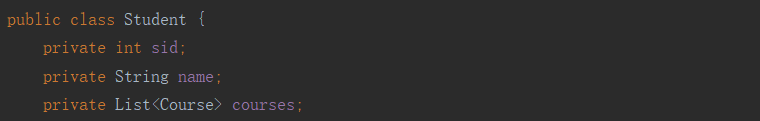 public class Student {
    private int sid;
    private String name;
    private List<Course> courses;